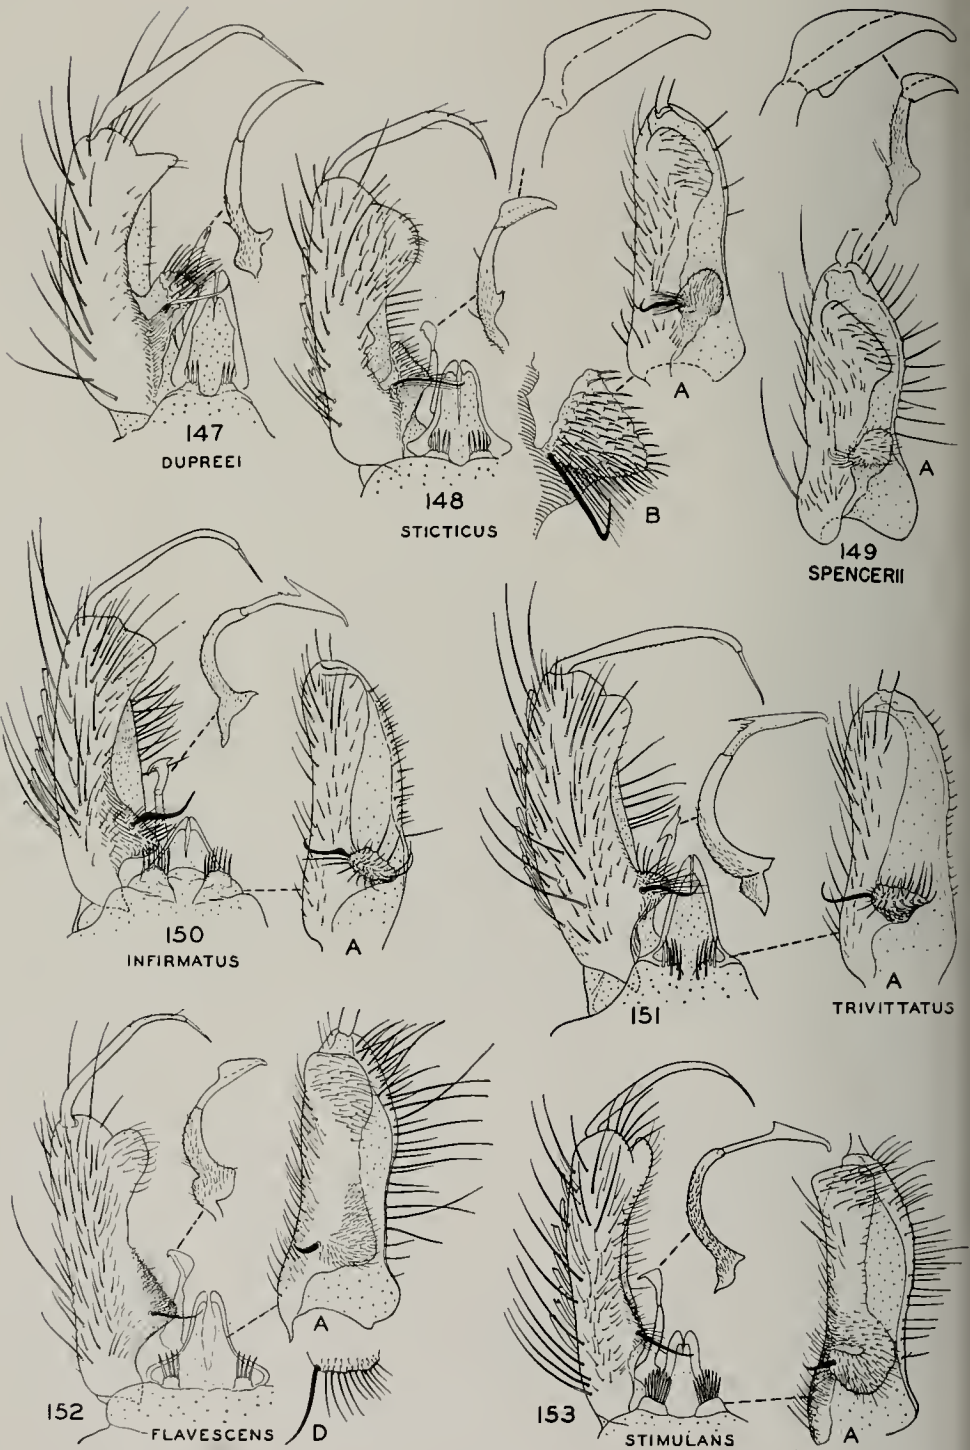 147
DUPREEI
148
STICTICUS
A
B
A
149
SPENCERII
150
INFIRMATUS
A
151
A
TRIVITTATUS
152
FLAVESCENS
A
D
153
STIMULANS
A